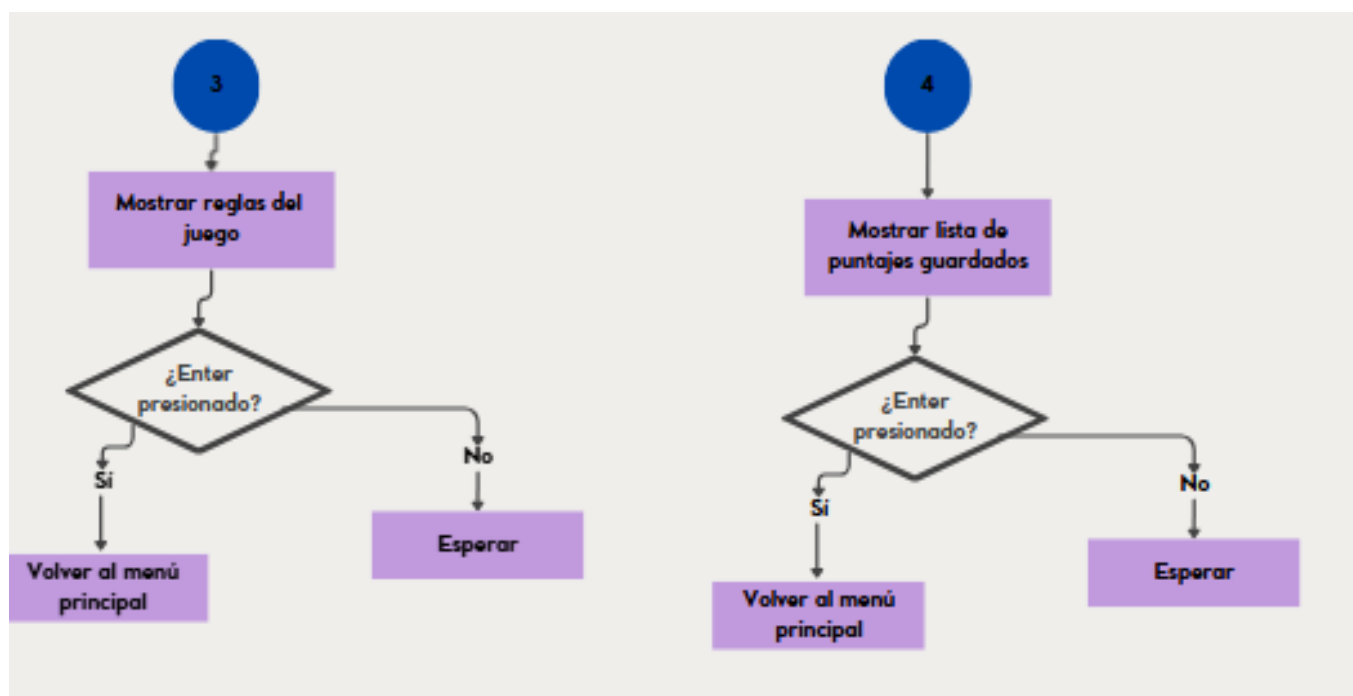 3
Mostrar reglas del
juego
¿Enter
presionado?
Sí
No
Volver al menú
principal
Esperar
4
Mostrar lista de
puntajes guardados
¿Enter
presionado?
Sí
No
Volver al menú
principal
Esperar